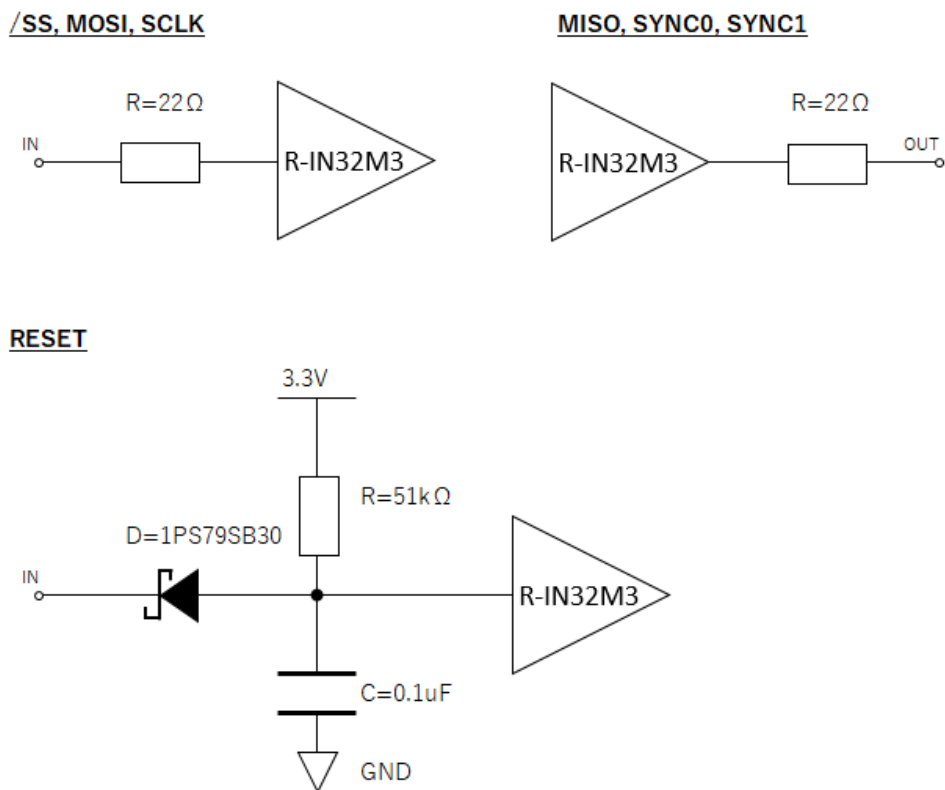 /SS, MOSI, SCLK
MISO, SYNC0, SYNC1
R=22Ω
R=22Ω
IN
R-IN32M3
R-IN32M3
OUT
RESET
3.3V
R=51kΩ
D=1PS79SB30
IN
R-IN32M3
C=0.1uF
GND